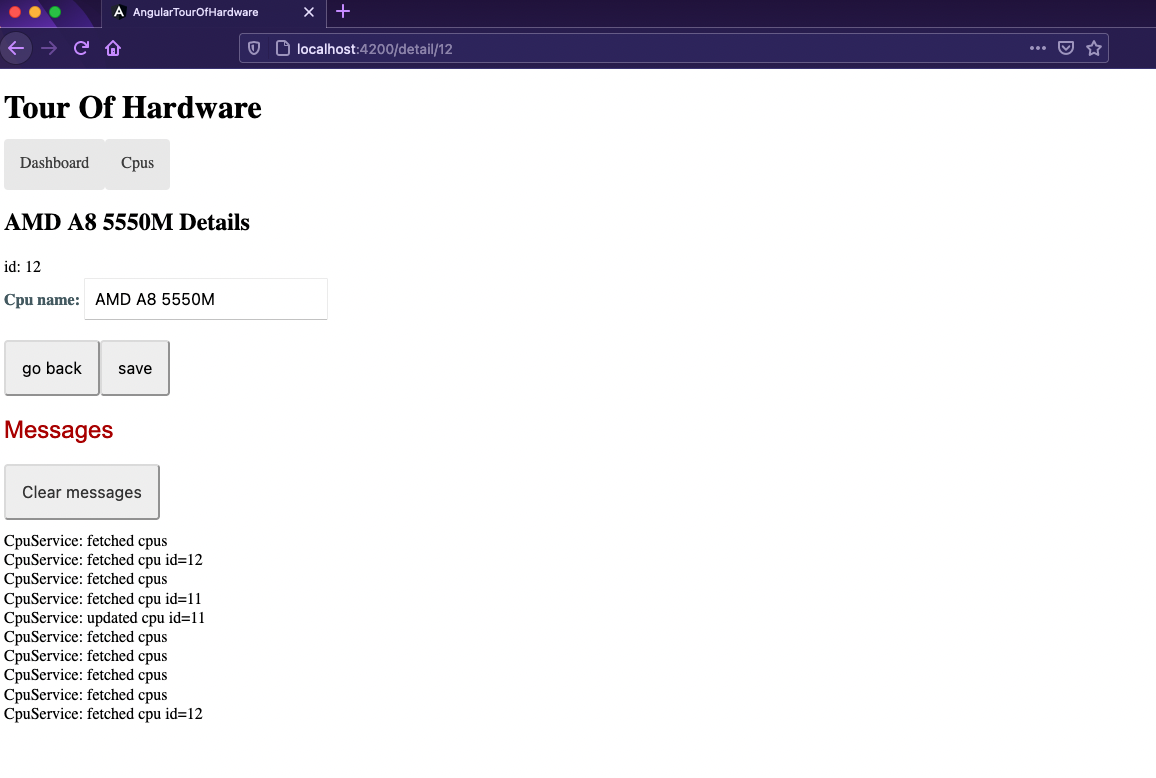 AngularTourOfHardware
localhost:4200/detail/12
Tour Of Hardware
Dashboard Cpus
AMD A8 5550M Details
id: 12
Cpu name: AMD A8 5550M
go back save
Messages
Clear messages
CpuService: fetched cpus
CpuService: fetched cpu id=12
CpuService: fetched cpus
CpuService: fetched cpu id=11
CpuService: updated cpu id=11
CpuService: fetched cpus
CpuService: fetched cpus
CpuService: fetched cpus
CpuService: fetched cpus
CpuService: fetched cpu id=12